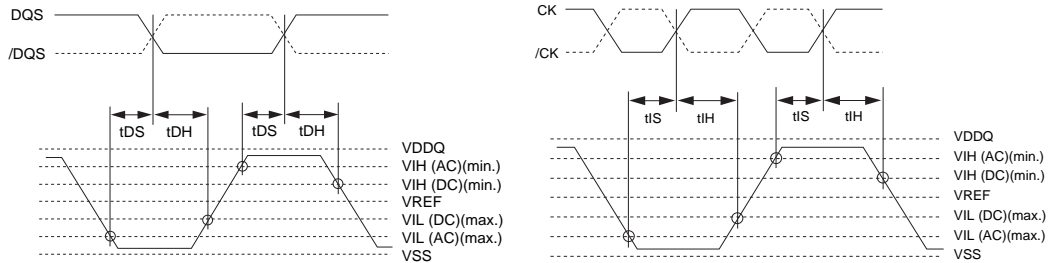 DQS
/DQS
tDS
tDH
tDS
tDH
VDDQ
VIH (AC)(min.)
VIH (DC)(min.)
VREF
VIL (DC)(max.)
VIL (AC)(max.)
VSS
CK
/CK
tIS
tIH
tIS
tIH
VDDQ
VIH (AC)(min.)
VIH (DC)(min.)
VREF
VIL (DC)(max.)
VIL (AC)(max.)
VSS